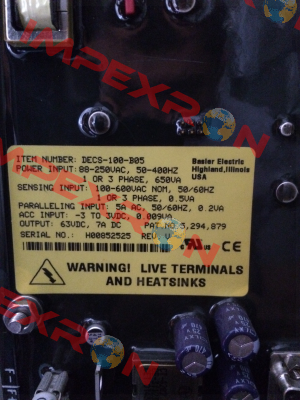 ITEM NUMBER: DECS-100-B05
POWER INPUT: 88-250VAC, 50-400HZ
1 OR 3 PHASE, 650VA
Basler Electric
Highland, Illinois
USA
SENSING INPUT: 100-600VAC NOM, 50/60HZ
1 OR 3 PHASE, 0.5VA
PARALLELING INPUT: 5A AC, 50/60HZ, 0.2VA
ACC INPUT: -3 TO 3VDC, 0.009VA
OUTPUT: 63VDC, 7A DC PAT NO. 3,294,879
SERIAL NO.: H00852525 REV.
WARNING! LIVE TERMINALS
AND HEATSINKS
IMPEXRON
IMPEXRON